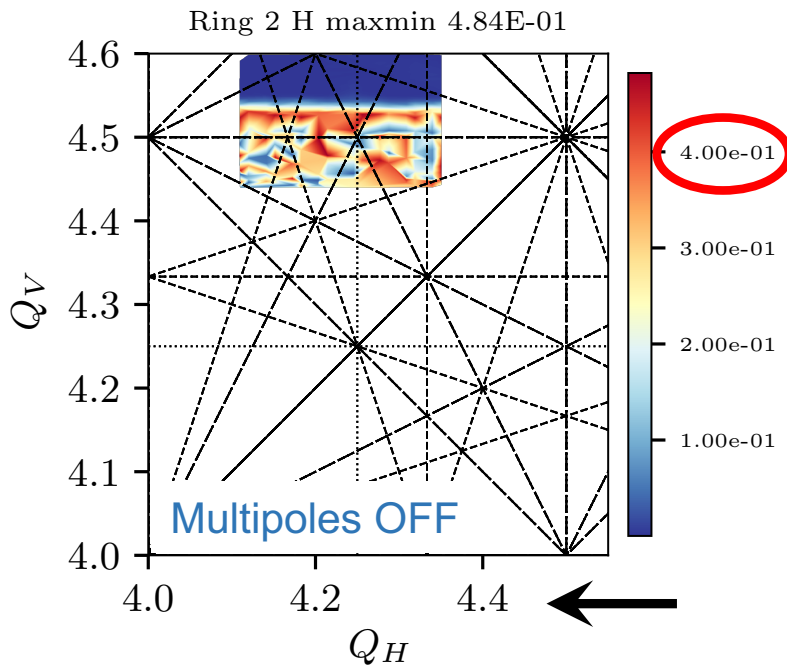 Ring 2 H maxmin 4.84E-01
4.6
4.5
4.4
4.3
4.2
4.1
4.0
Q_V
Multipoles OFF
4.0 4.2 4.4
Q_H
4.00e-01
3.00e-01
2.00e-01
1.00e-01